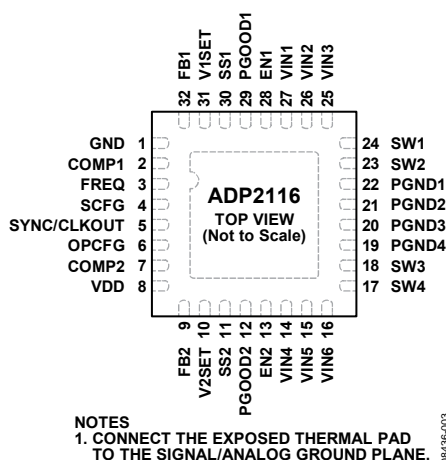 FB1
V1SET
SS1
PGOOD1
EN1
VIN1
VIN2
VIN3
32
31
30
29
28
27
26
25
GND 1
COMP1 2
FREQ 3
SCFG 4
SYNC/CLKOUT 5
OPCFG 6
COMP2 7
VDD 8
ADP2116
TOP VIEW
(Not to Scale)
24 SW1
23 SW2
22 PGND1
21 PGND2
20 PGND3
19 PGND4
18 SW3
17 SW4
9
10
11
12
13
14
15
16
FB2
V2SET
SS2
PGOOD2
EN2
VIN4
VIN5
VIN6
NOTES
1. CONNECT THE EXPOSED THERMAL PAD
TO THE SIGNAL/ANALOG GROUND PLANE.
08436-003